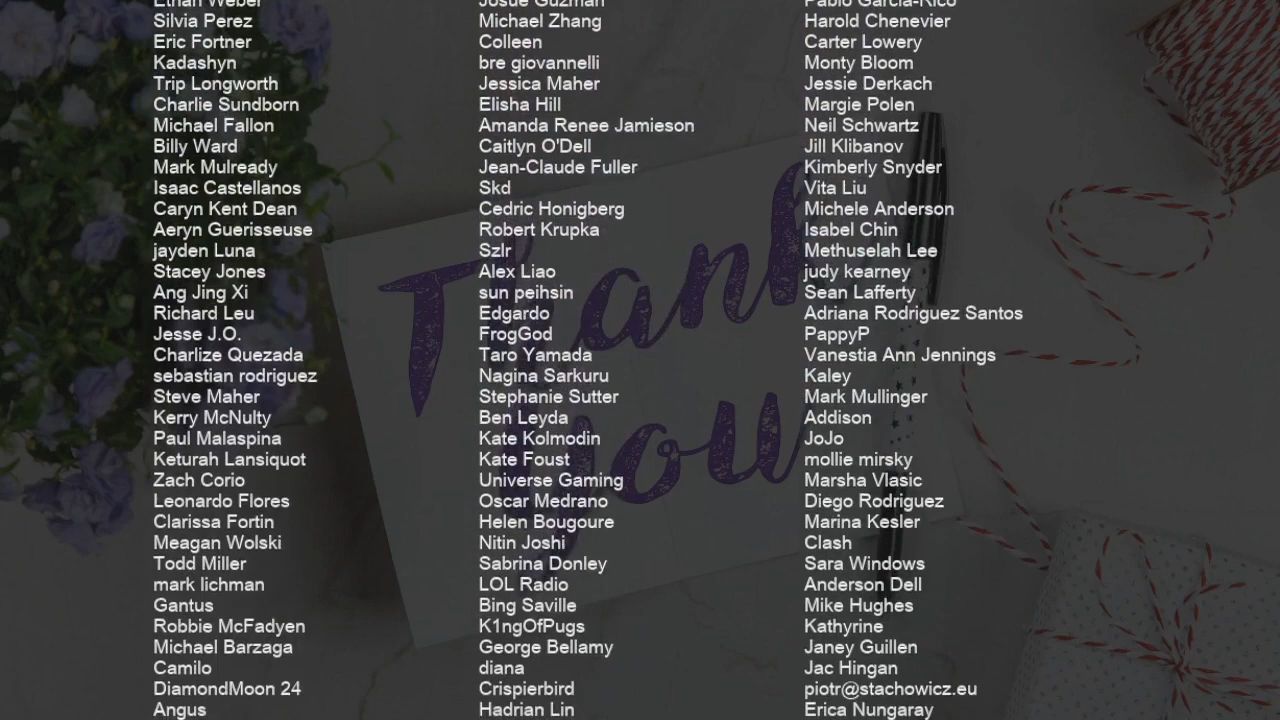 Ethan Weber
Silvia Perez
Eric Fortner
Kadashyn
Trip Longworth
Charlie Sundborn
Michael Fallon
Billy Ward
Mark Mulready
Isaac Castellanos
Caryn Kent Dean
Aeryn Guerisseuse
jayden Luna
Stacey Jones
Ang Jing Xi
Richard Leu
Jesse J.O.
Charlize Quezada
sebastian rodriguez
Steve Maher
Kerry McNulty
Paul Malaspina
Keturah Lansiquot
Zach Corio
Leonardo Flores
Clarissa Fortin
Meagan Wolski
Todd Miller
mark lichman
Gantus
Robbie McFadyen
Michael Barzaga
Camilo
DiamondMoon 24
Angus
Josue Guzman
Michael Zhang
Colleen
bre giovannelli
Jessica Maher
Elisha Hill
Amanda Renee Jamieson
Caitlyn O'Dell
Jean-Claude Fuller
Skd
Cedric Honigberg
Robert Krupka
Szlr
Alex Liao
sun peihsin
Edgardo
FrogGod
Taro Yamada
Nagina Sarkuru
Stephanie Sutter
Ben Leyda
Kate Kolmodin
Kate Foust
Universe Gaming
Oscar Medrano
Helen Bougoure
Nitin Joshi
Sabrina Donley
LOL Radio
Bing Saville
K1ngOfPugs
George Bellamy
diana
Crispierbird
Hadrian Lin
Pablo Garcia-Rico
Harold Chenevier
Carter Lowery
Monty Bloom
Jessie Derkach
Margie Polen
Neil Schwartz
Jill Klibanov
Kimberly Snyder
Vita Liu
Michele Anderson
Isabel Chin
Methuselah Lee
judy kearney
Sean Lafferty
Adriana Rodriguez Santos
PappyP
Vanestia Ann Jennings
Kaley
Mark Mullinger
Addison
JoJo
mollie mirsky
Marsha Vlasic
Diego Rodriguez
Marina Kesler
Clash
Sara Windows
Anderson Dell
Mike Hughes
Kathyrine
Janey Guillen
Jac Hingan
piotr@stachowicz.eu
Erica Nungaray
Thank
you